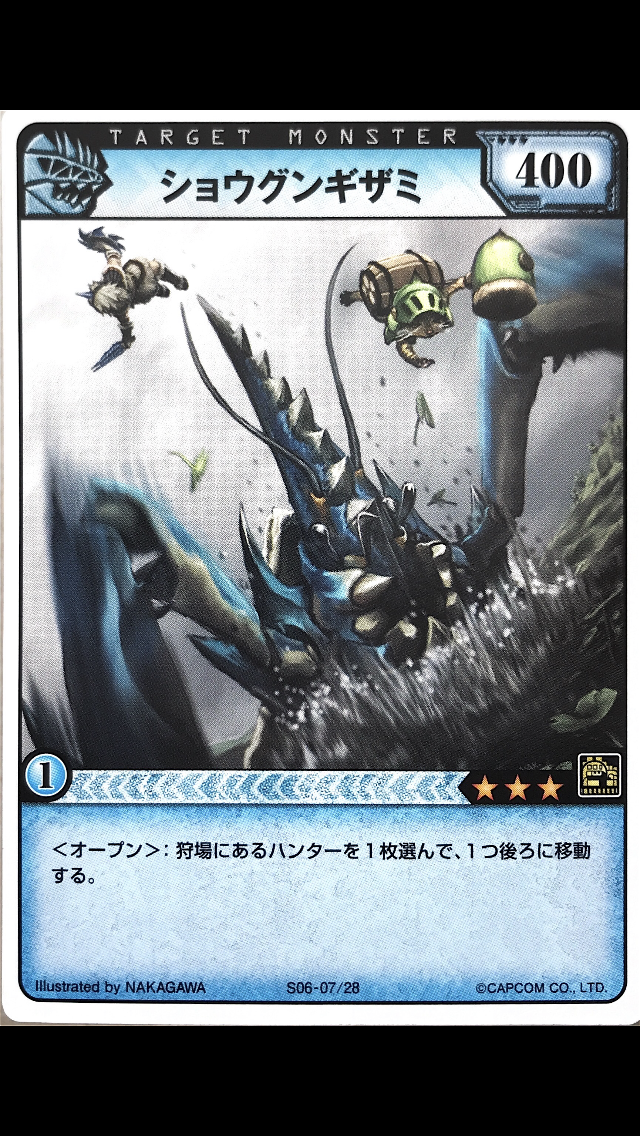 TARGET MONSTER
ショウグンギザミ
400
1
<オープン>:狩場にあるハンターを1枚選んで、1つ後ろに移動
する。
Illustrated by NAKAGAWA
S06-07/28
©CAPCOM CO., LTD.